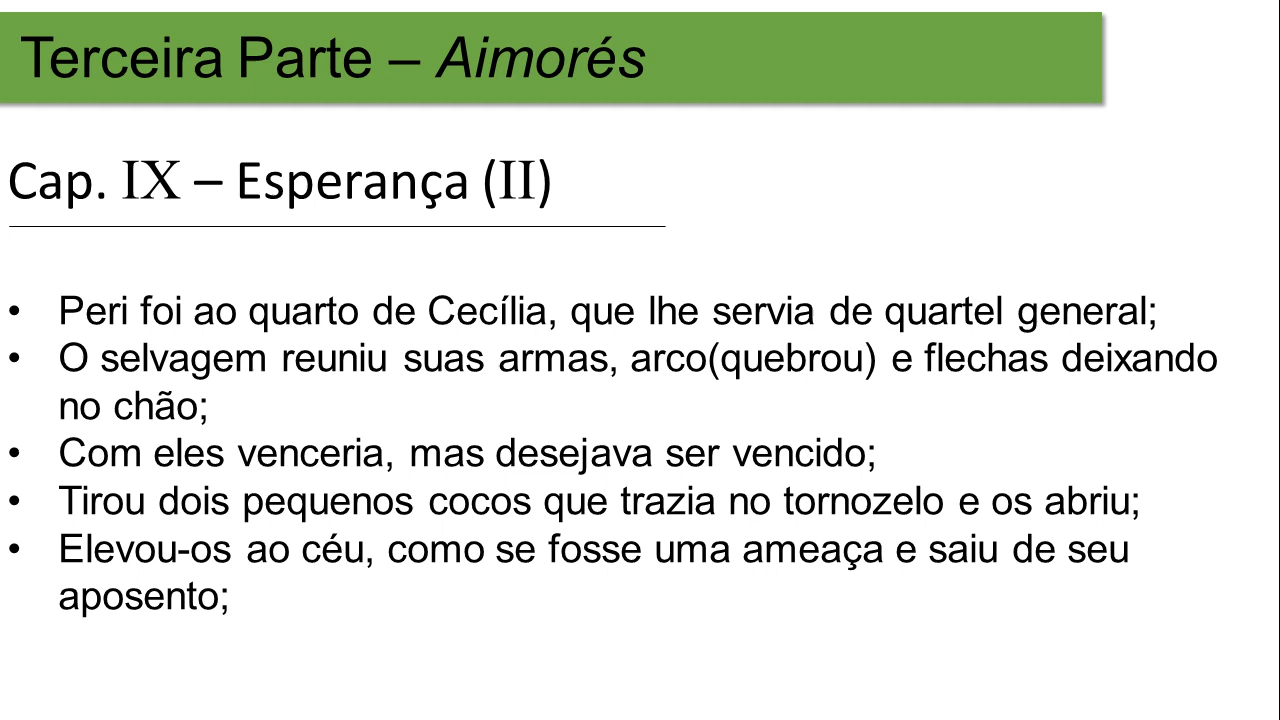 Terceira Parte – Aimorés
Cap. IX – Esperança (II)
• Peri foi ao quarto de Cecília, que lhe servia de quartel general;
• O selvagem reuniu suas armas, arco(quebrou) e flechas deixando
no chão;
• Com eles venceria, mas desejava ser vencido;
• Tirou dois pequenos cocos que trazia no tornozelo e os abriu;
• Elevou-os ao céu, como se fosse uma ameaça e saiu de seu
aposento;